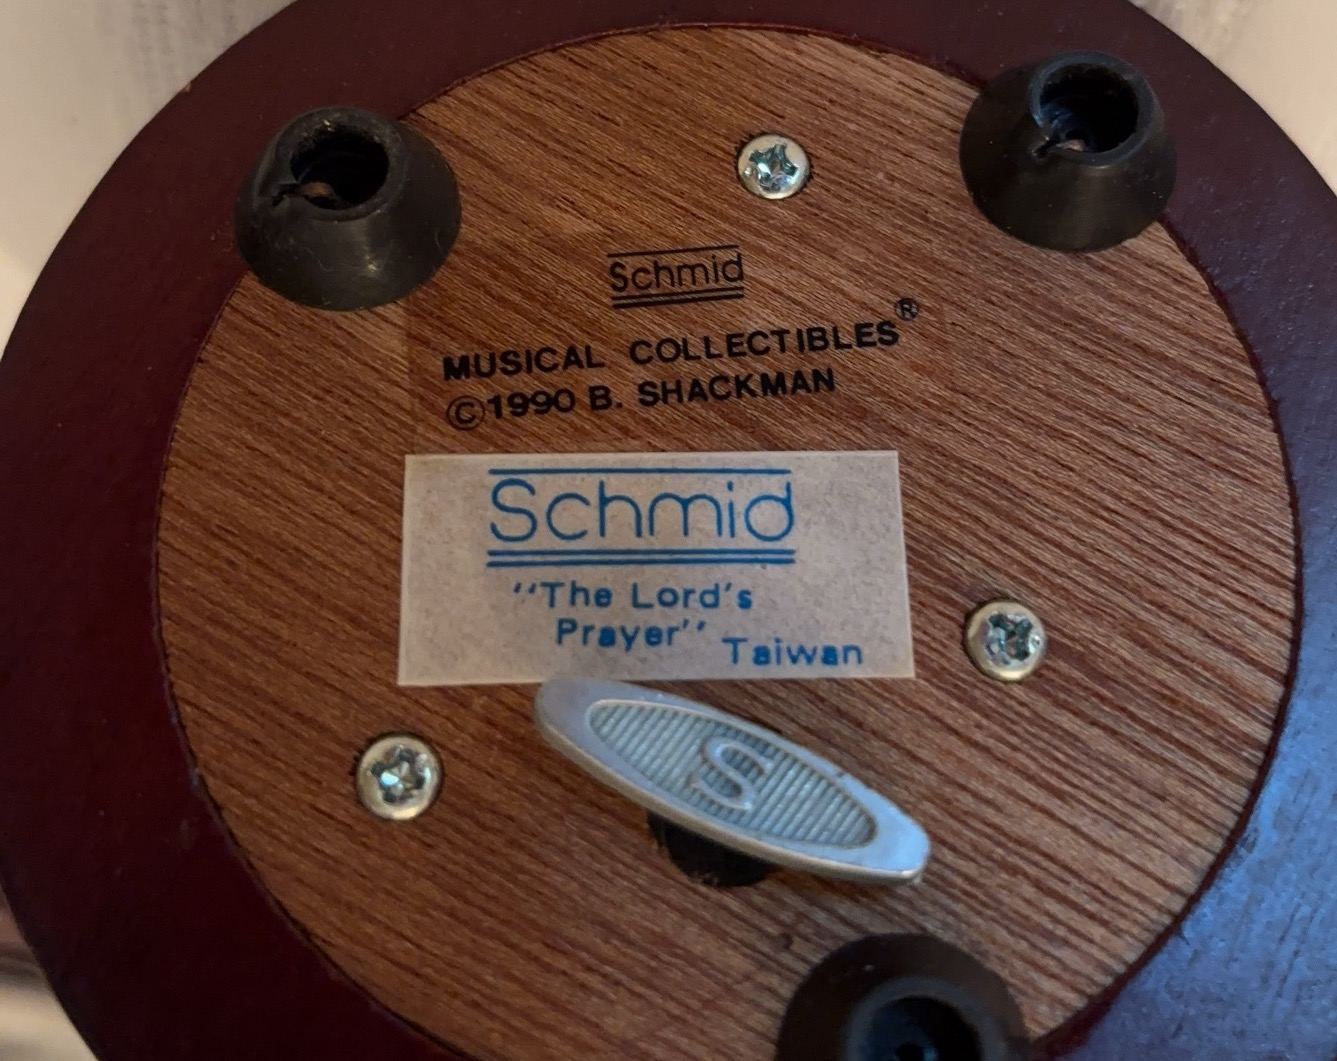 Schmid
MUSICAL COLLECTIBLES®
©1990 B. SHACKMAN
Schmid
"The Lord's
Prayer"
Taiwan
S